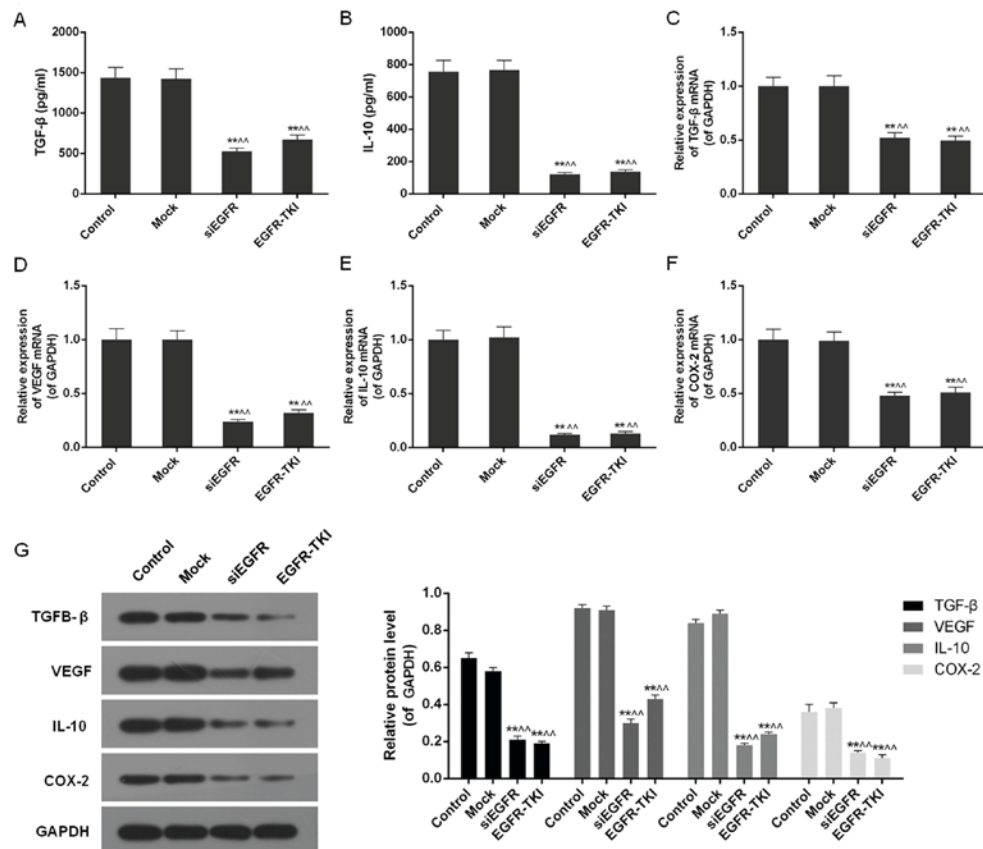 A
TGF-β (pg/ml)
2000
1500
1000
500
0
**^^
**^^
Control
Mock
siEGFR
EGFR-TKI
B
IL-10 (pg/ml)
1000
800
600
400
200
0
**^^
**^^
Control
Mock
siEGFR
EGFR-TKI
C
Relative expression
of TGF-β mRNA
(of GAPDH)
1.5
1.0
0.5
0.0
**^^
**^^
Control
Mock
siEGFR
EGFR-TKI
D
Relative expression
of VEGF mRNA
(of GAPDH)
1.5
1.0
0.5
0.0
**^^
**^^
Control
Mock
siEGFR
EGFR-TKI
E
Relative expression
of IL-10 mRNA
(of GAPDH)
1.5
1.0
0.5
0.0
**^^
**^^
Control
Mock
siEGFR
EGFR-TKI
F
Relative expression
of COX-2 mRNA
(of GAPDH)
1.5
1.0
0.5
0.0
**^^
**^^
Control
Mock
siEGFR
EGFR-TKI
G
Control
Mock
siEGFR
EGFR-TKI
TGFB-β
VEGF
IL-10
COX-2
GAPDH
Relative protein level
(of GAPDH)
1.0
0.8
0.6
0.4
0.2
0.0
**^^
**^^
**^^
**^^
**^^
**^^
**^^
**^^
Control
Mock
siEGFR
EGFR-TKI
Control
Mock
siEGFR
EGFR-TKI
Control
Mock
siEGFR
EGFR-TKI
Control
Mock
siEGFR
EGFR-TKI
TGF-β
VEGF
IL-10
COX-2